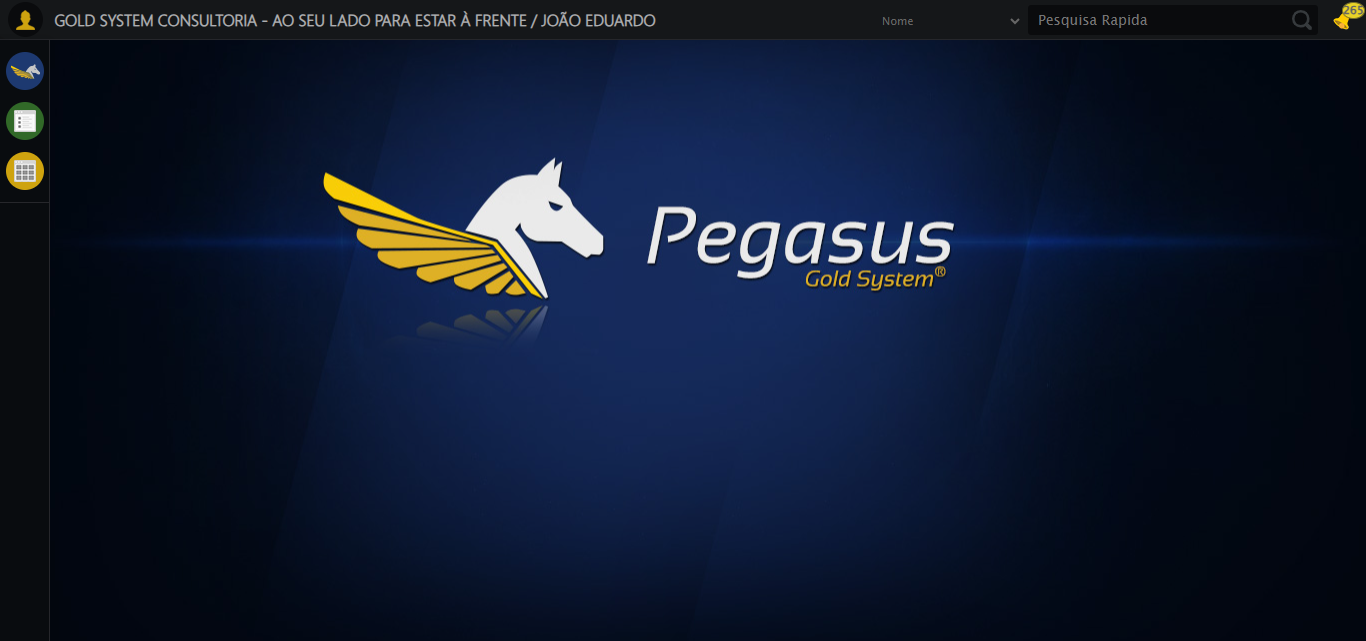 GOLD SYSTEM CONSULTORIA - AO SEU LADO PARA ESTAR À FRENTE / JOÃO EDUARDO
Nome
Pesquisa Rapida
265
Pegasus
Gold System®